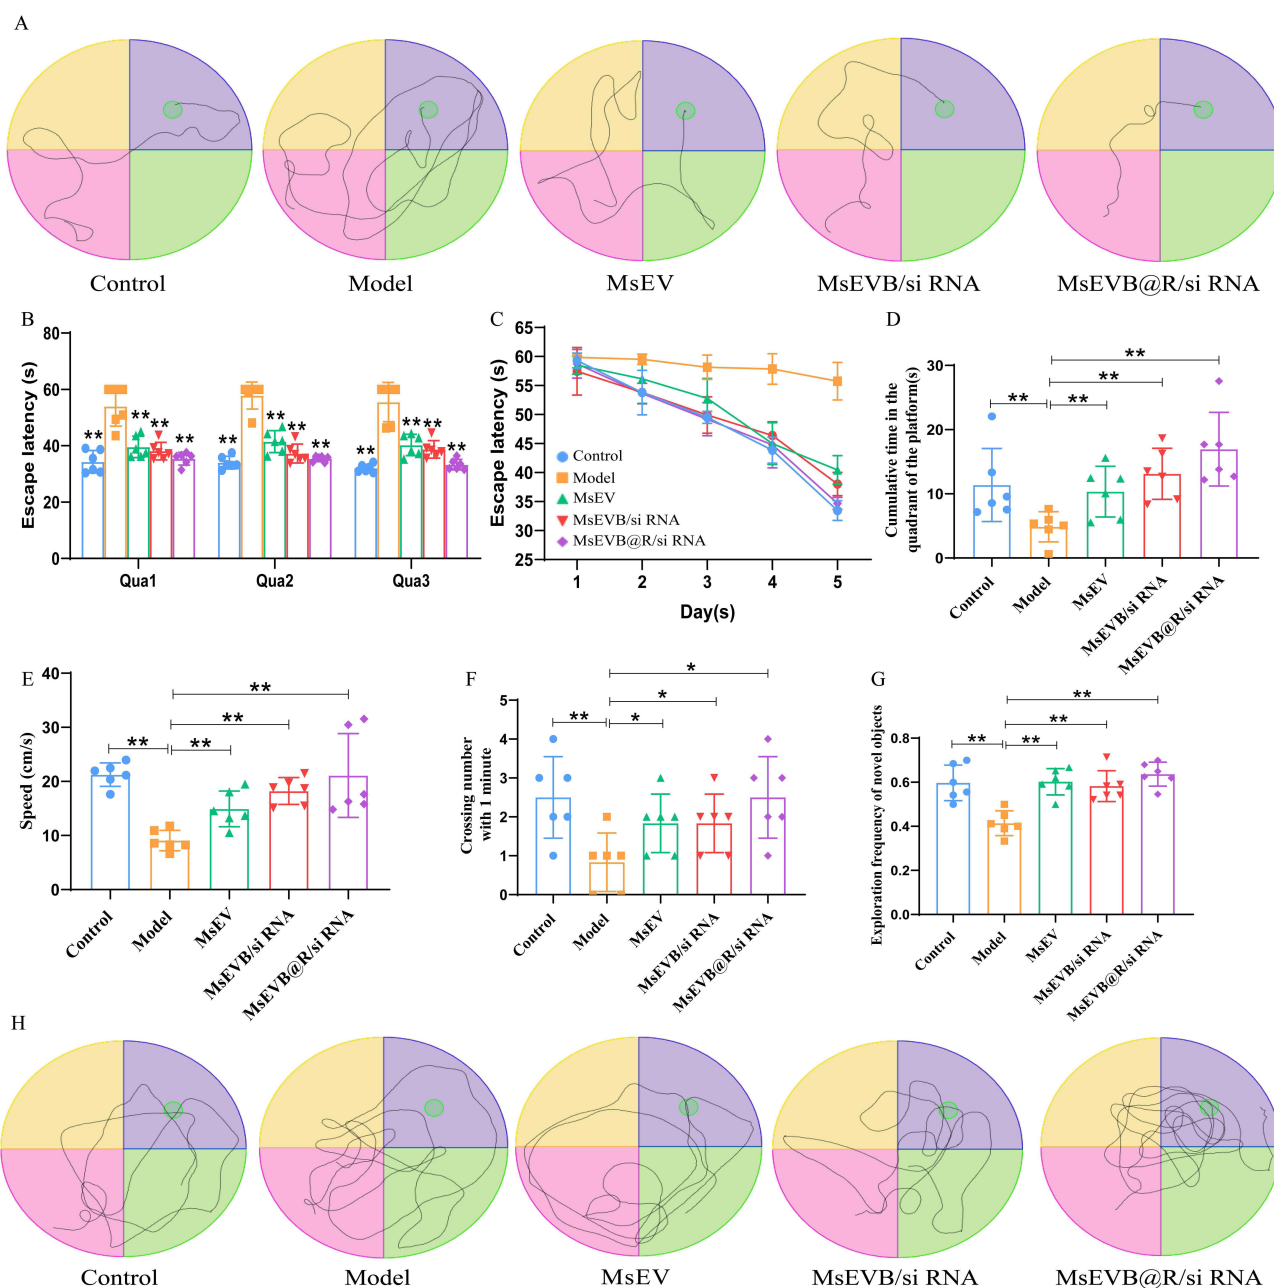 A
Control
Model
MsEV
MsEVB/si RNA
MsEVB@R/si RNA
B
Escape latency (s)
80
60
40
20
0
**
**
**
**
**
**
**
**
**
**
**
**
Qua1
Qua2
Qua3
C
Escape latency (s)
65
60
55
50
45
40
35
30
25
Control
Model
MsEV
MsEVB/si RNA
MsEVB@R/si RNA
1
2
3
4
5
Day(s)
D
Cumulative time in the
quadrant of the platform(s)
30
20
10
0
**
**
**
**
Control
Model
MsEV
MsEVB/si RNA
MsEVB@R/si RNA
E
Speed (cm/s)
40
30
20
10
0
**
**
**
**
Control
Model
MsEV
MsEVB/si RNA
MsEVB@R/si RNA
F
Crossing number
with 1 minute
5
4
3
2
1
0
*
*
**
*
Control
Model
MsEV
MsEVB/si RNA
MsEVB@R/si RNA
G
Exploration frequency of novel objects
0.8
0.6
0.4
0.2
0.0
**
**
**
**
Control
Model
MsEV
MsEVB/si RNA
MsEVB@R/si RNA
H
Control
Model
MsEV
MsEVB/si RNA
MsEVB@R/si RNA